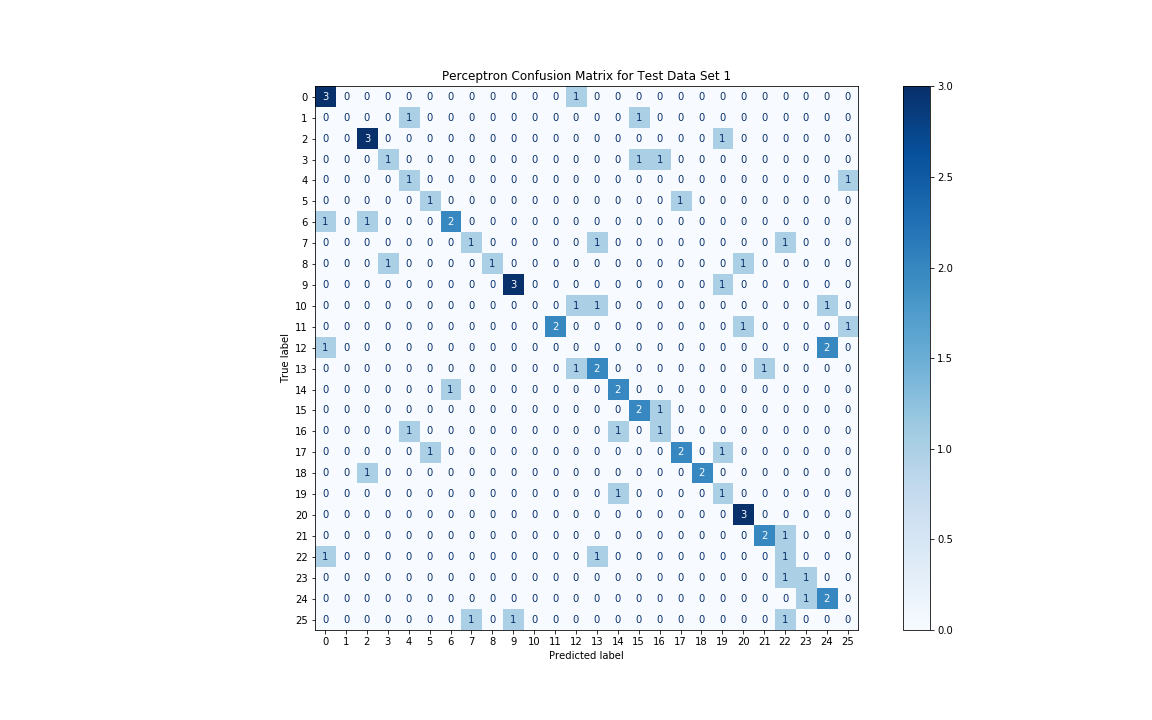 Perceptron Confusion Matrix for Test Data Set 1
True label
0 3 0 0 0 0 0 0 0 0 0 0 0 1 0 0 0 0 0 0 0 0 0 0 0 0 0
1 0 0 0 0 1 0 0 0 0 0 0 0 0 0 0 1 0 0 0 0 0 0 0 0 0 0
2 0 0 3 0 0 0 0 0 0 0 0 0 0 0 0 0 0 0 0 1 0 0 0 0 0 0
3 0 0 0 1 0 0 0 0 0 0 0 0 0 0 0 1 1 0 0 0 0 0 0 0 0 0
4 0 0 0 0 1 0 0 0 0 0 0 0 0 0 0 0 0 0 0 0 0 0 0 0 0 1
5 0 0 0 0 0 1 0 0 0 0 0 0 0 0 0 0 0 1 0 0 0 0 0 0 0 0
6 1 0 1 0 0 0 2 0 0 0 0 0 0 0 0 0 0 0 0 0 0 0 0 0 0 0
7 0 0 0 0 0 0 0 1 0 0 0 0 0 1 0 0 0 0 0 0 0 0 1 0 0 0
8 0 0 0 1 0 0 0 0 1 0 0 0 0 0 0 0 0 0 0 0 1 0 0 0 0 0
9 0 0 0 0 0 0 0 0 0 3 0 0 0 0 0 0 0 0 0 1 0 0 0 0 0 0
10 0 0 0 0 0 0 0 0 0 0 0 0 1 1 0 0 0 0 0 0 0 0 0 0 1 0
11 0 0 0 0 0 0 0 0 0 0 0 2 0 0 0 0 0 0 0 0 1 0 0 0 0 1
12 1 0 0 0 0 0 0 0 0 0 0 0 0 0 0 0 0 0 0 0 0 0 0 0 2 0
13 0 0 0 0 0 0 0 0 0 0 0 0 1 2 0 0 0 0 0 0 0 1 0 0 0 0
14 0 0 0 0 0 0 1 0 0 0 0 0 0 0 2 0 0 0 0 0 0 0 0 0 0 0
15 0 0 0 0 0 0 0 0 0 0 0 0 0 0 0 2 1 0 0 0 0 0 0 0 0 0
16 0 0 0 0 1 0 0 0 0 0 0 0 0 0 1 0 1 0 0 0 0 0 0 0 0 0
17 0 0 0 0 0 1 0 0 0 0 0 0 0 0 0 0 0 2 0 1 0 0 0 0 0 0
18 0 0 1 0 0 0 0 0 0 0 0 0 0 0 0 0 0 0 2 0 0 0 0 0 0 0
19 0 0 0 0 0 0 0 0 0 0 0 0 0 0 1 0 0 0 0 1 0 0 0 0 0 0
20 0 0 0 0 0 0 0 0 0 0 0 0 0 0 0 0 0 0 0 0 3 0 0 0 0 0
21 0 0 0 0 0 0 0 0 0 0 0 0 0 0 0 0 0 0 0 0 0 2 1 0 0 0
22 1 0 0 0 0 0 0 0 0 0 0 0 0 1 0 0 0 0 0 0 0 0 1 0 0 0
23 0 0 0 0 0 0 0 0 0 0 0 0 0 0 0 0 0 0 0 0 0 0 1 1 0 0
24 0 0 0 0 0 0 0 0 0 0 0 0 0 0 0 0 0 0 0 0 0 0 0 1 2 0
25 0 0 0 0 0 0 0 1 0 1 0 0 0 0 0 0 0 0 0 0 0 0 1 0 0 0
0 1 2 3 4 5 6 7 8 9 10 11 12 13 14 15 16 17 18 19 20 21 22 23 24 25
Predicted label
3.0
2.5
2.0
1.5
1.0
0.5
0.0